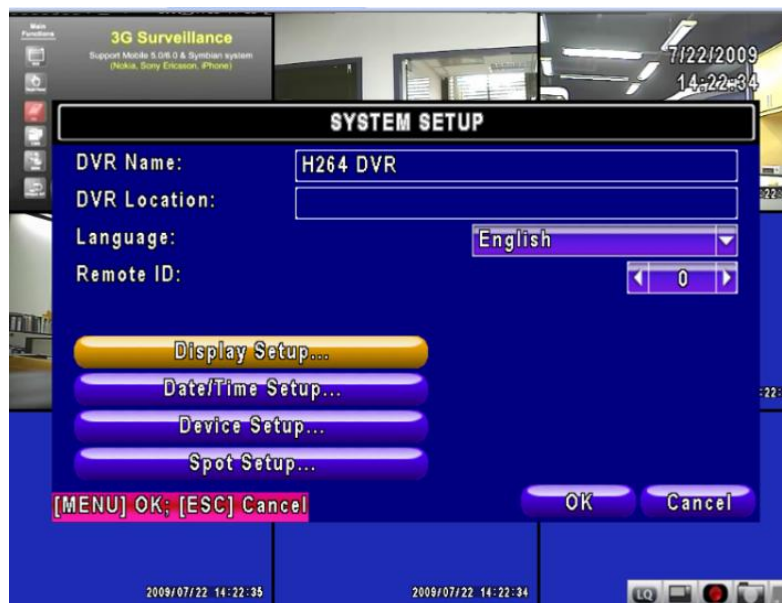 Main
Functions
3G Surveillance
Support Mobile 5.0/6.0 & Symbian system
(Nokia, Sony Ericsson, iPhone)
7/22/2009
14:22:34
SYSTEM SETUP
DVR Name:
H264 DVR
DVR Location:
Language:
English
Remote ID:
0
Display Setup...
Date/Time Setup...
Device Setup...
Spot Setup...
[MENU] OK; [ESC] Cancel
OK
Cancel
2009/07/22 14:22:35
2009/07/22 14:22:34
LQ